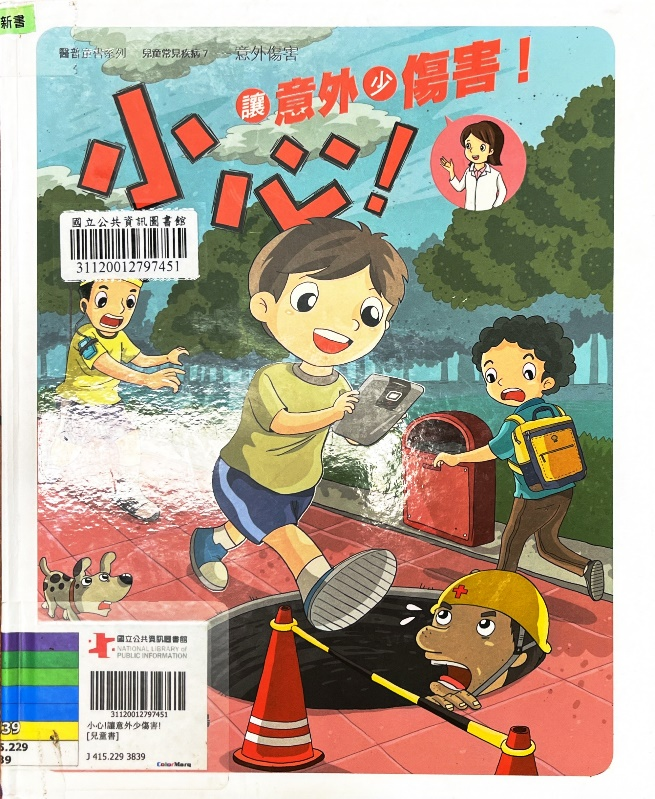 新書
醫普童書系列 兒童常見疾病7 意外傷害
讓意外少傷害！
小心！
國立公共資訊圖書館
31120012797451
國立公共資訊圖書館
NATIONAL LIBRARY of
PUBLIC INFORMATION
31120012797451
小心!讓意外少傷害!
[兒童書]
J 415.229 3839
ColorMarq
39
5.229
39